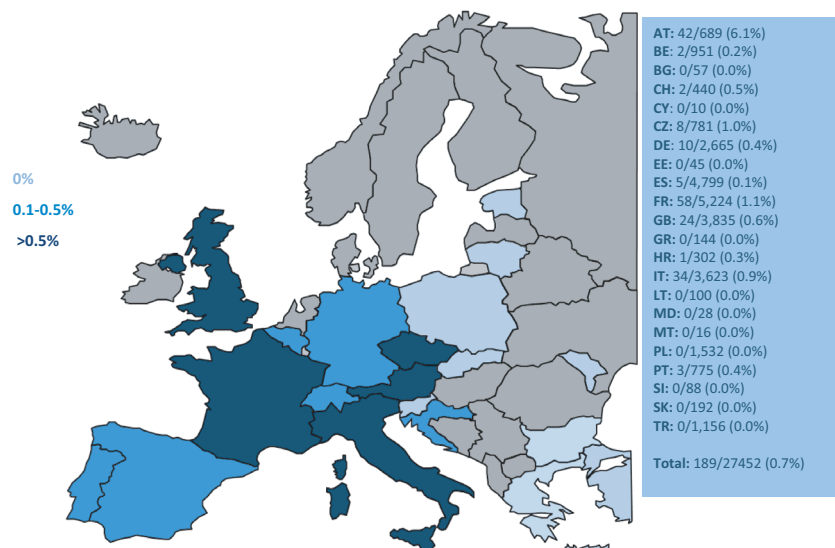 0%
0.1-0.5%
>0.5%
AT: 42/689 (6.1%)
BE: 2/951 (0.2%)
BG: 0/57 (0.0%)
CH: 2/440 (0.5%)
CY: 0/10 (0.0%)
CZ: 8/781 (1.0%)
DE: 10/2,665 (0.4%)
EE: 0/45 (0.0%)
ES: 5/4,799 (0.1%)
FR: 58/5,224 (1.1%)
GB: 24/3,835 (0.6%)
GR: 0/144 (0.0%)
HR: 1/302 (0.3%)
IT: 34/3,623 (0.9%)
LT: 0/100 (0.0%)
MD: 0/28 (0.0%)
MT: 0/16 (0.0%)
PL: 0/1,532 (0.0%)
PT: 3/775 (0.4%)
SI: 0/88 (0.0%)
SK: 0/192 (0.0%)
TR: 0/1,156 (0.0%)
Total: 189/27452 (0.7%)